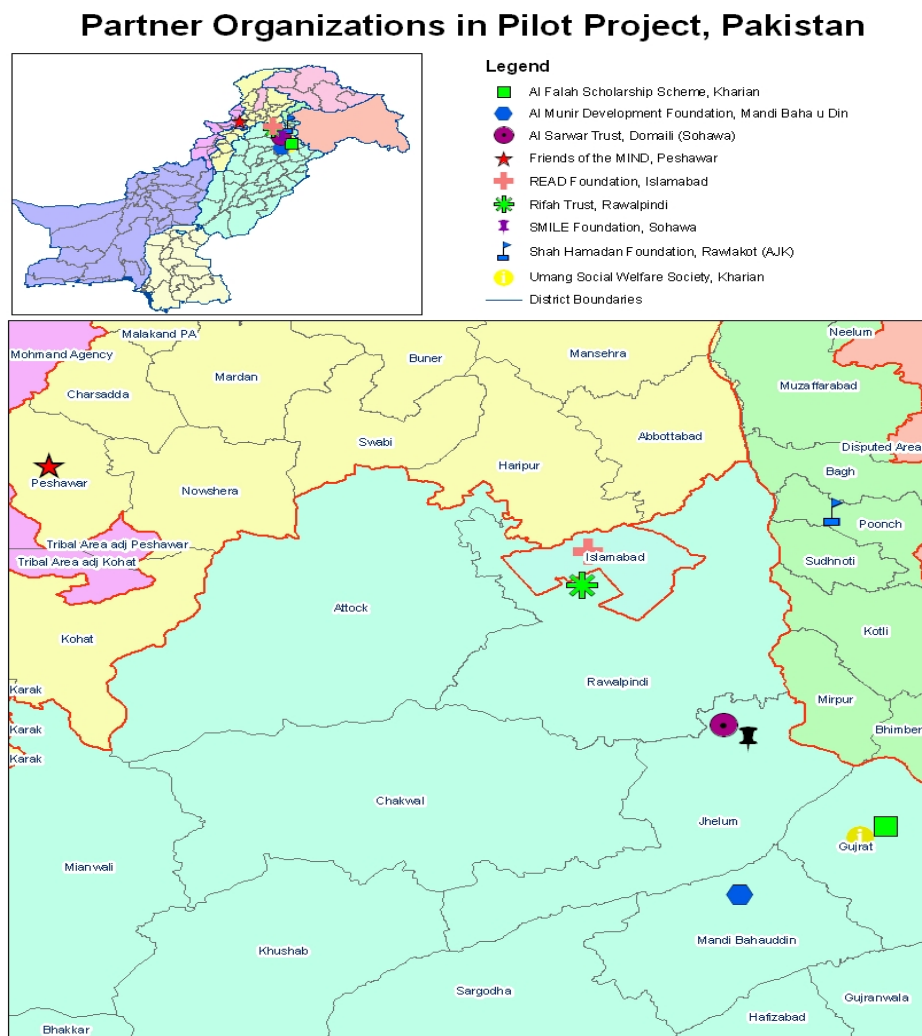 Partner Organizations in Pilot Project, Pakistan
Legend
Al Falah Scholarship Scheme, Kharian
Al Munir Development Foundation, Mandi Baha u Din
Al Sarwar Trust, Domaili (Sohawa)
Friends of the MIND, Peshawar
READ Foundation, Islamabad
Rifah Trust, Rawalpindi
SMILE Foundation, Sohawa
Shah Hamadan Foundation, Rawlakot (AJK)
Umang Social Welfare Society, Kharian
District Boundaries
Malakand PA
Neelum
Mohmand Agency
Buner
Mansehra
Mardan
Muzaffarabad
Charsadda
Swabi
Abbottabad
Disputed Area
Haripur
Bagh
Peshawar
Nowshera
Poonch
Tribal Area adj Peshawar
Islamabad
Tribal Area adj Kohat
Sudhnoti
Attock
Kohat
Kotli
Rawalpindi
Karak
Mirpur
Karak
Bhimber
Karak
Chakwal
Jhelum
Gujrat
Mianwali
Mandi Bahauddin
Khushab
Sargodha
Gujranwala
Hafizabad
Bhakkar